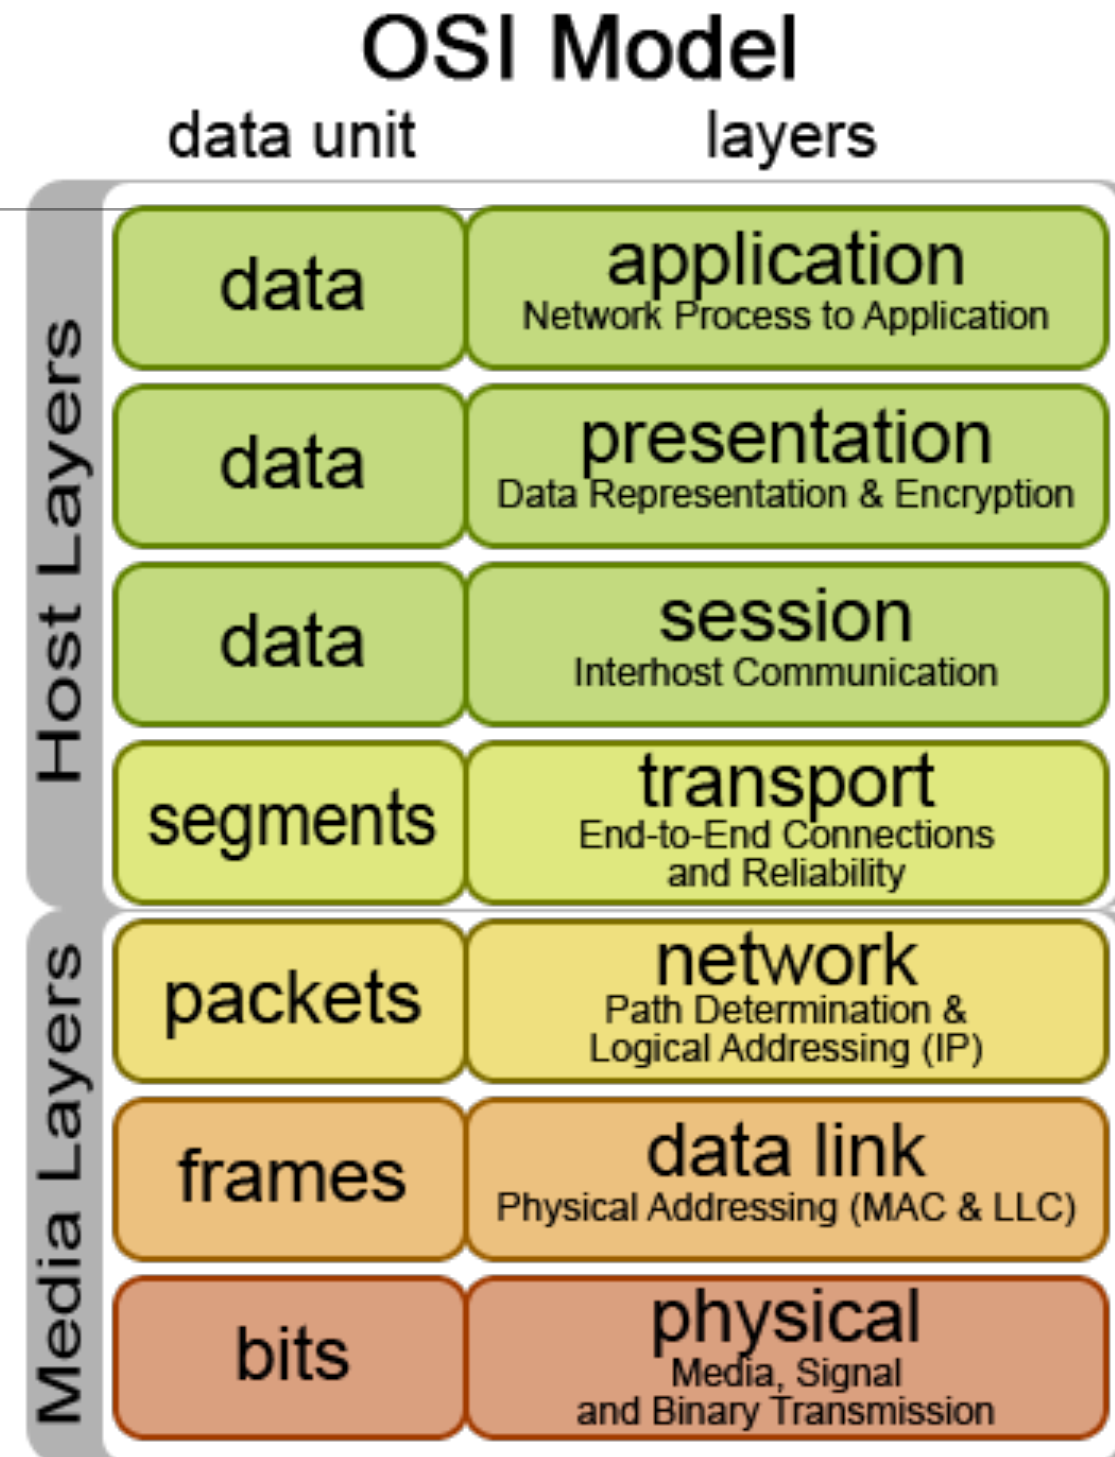 OSI Model
data unit layers
Host Layers
data application
Network Process to Application
data presentation
Data Representation & Encryption
data session
Interhost Communication
segments transport
End-to-End Connections
and Reliability
Media Layers
packets network
Path Determination &
Logical Addressing (IP)
frames data link
Physical Addressing (MAC & LLC)
bits physical
Media, Signal
and Binary Transmission